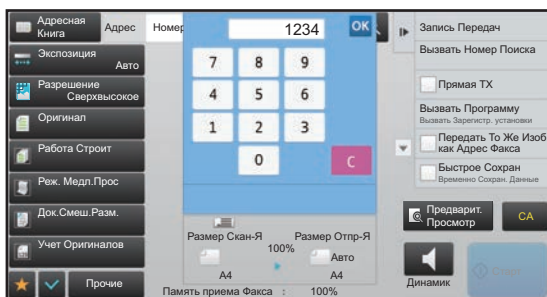 Адресная
Книга
Адрес
Номер
1234
OK
Запись Передач
Экспозиция
Авто
Вызвать Номер Поиска
Разрешение
Сверхвысокое
7 8 9
Прямая TX
Оригинал
4 5 6
Вызвать Программу
Вызвать Зарегистр. установки
Работа Строит
1 2 3
Передать То Же Изоб
как Адрес Факса
Реж. Медл.Прос
0 C
Быстрое Сохран
Временно Сохран. Данные
Док.Смеш.Разм.
Предварит.
Просмотр
CA
Учет Оригиналов
Размер Скан-Я
100%
Размер Отпр-Я
Авто
A4
A4
Прочие
Память приема Факса : 100%
Динамик
Старт